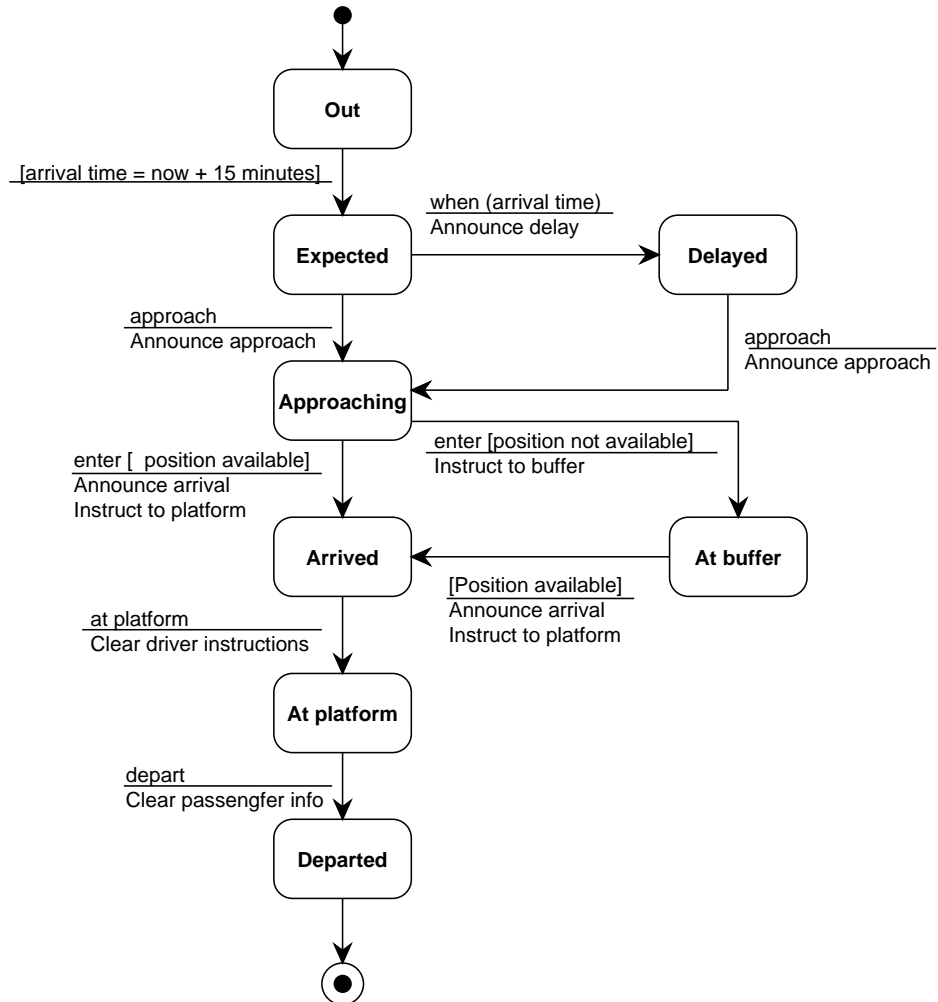 Out
[arrival time = now + 15 minutes]
when (arrival time)
Announce delay
Expected
Delayed
approach
Announce approach
approach
Announce approach
Approaching
enter [position not available]
Instruct to buffer
enter [ position available]
Announce arrival
Instruct to platform
Arrived
At buffer
[Position available]
Announce arrival
Instruct to platform
at platform
Clear driver instructions
At platform
depart
Clear passengfer info
Departed